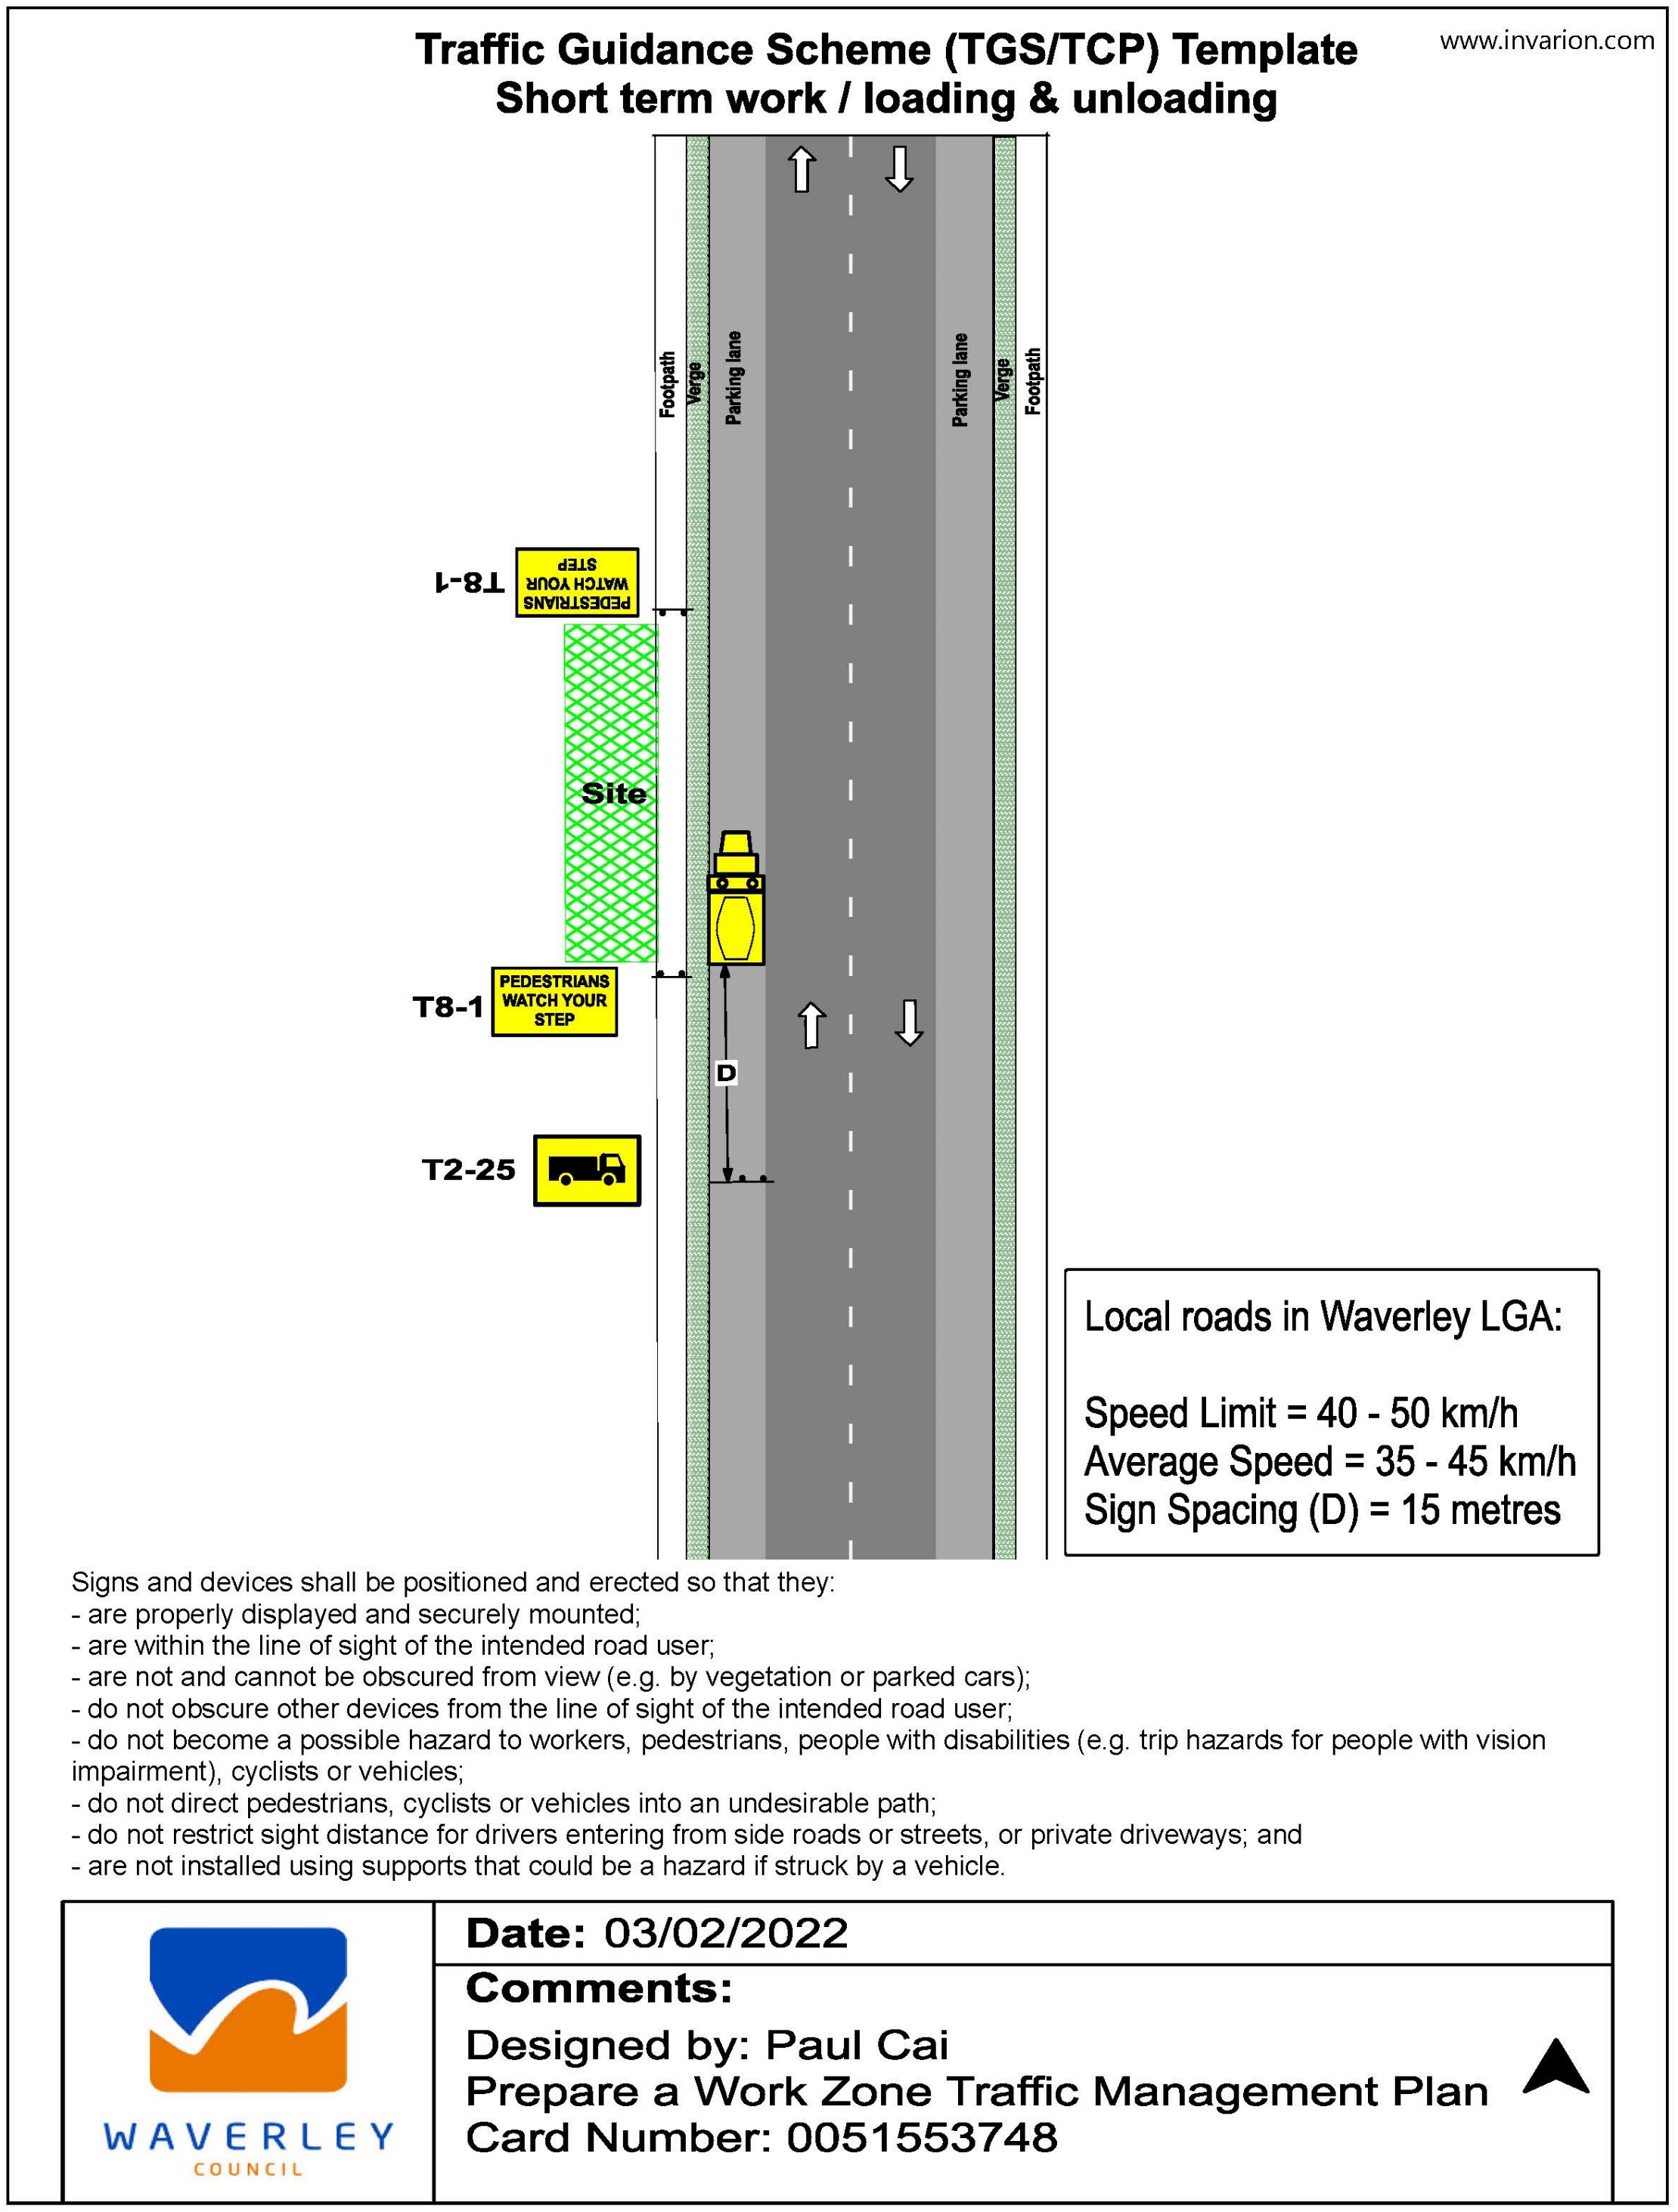 Traffic Guidance Scheme (TGS/TCP) Template
Short term work / loading & unloading
www.invarion.com
Footpath
Verge
Parking lane
Parking lane
Verge
Footpath
T8-1
PEDESTRIANS
WATCH YOUR
STEP
Site
T8-1
PEDESTRIANS
WATCH YOUR
STEP
D
T2-25
Local roads in Waverley LGA:
Speed Limit = 40 - 50 km/h
Average Speed = 35 - 45 km/h
Sign Spacing (D) = 15 metres
Signs and devices shall be positioned and erected so that they:
- are properly displayed and securely mounted;
- are within the line of sight of the intended road user;
- are not and cannot be obscured from view (e.g. by vegetation or parked cars);
- do not obscure other devices from the line of sight of the intended road user;
- do not become a possible hazard to workers, pedestrians, people with disabilities (e.g. trip hazards for people with vision
impairment), cyclists or vehicles;
- do not direct pedestrians, cyclists or vehicles into an undesirable path;
- do not restrict sight distance for drivers entering from side roads or streets, or private driveways; and
- are not installed using supports that could be a hazard if struck by a vehicle.
WAVERLEY
COUNCIL
Date: 03/02/2022
Comments:
Designed by: Paul Cai
Prepare a Work Zone Traffic Management Plan
Card Number: 0051553748